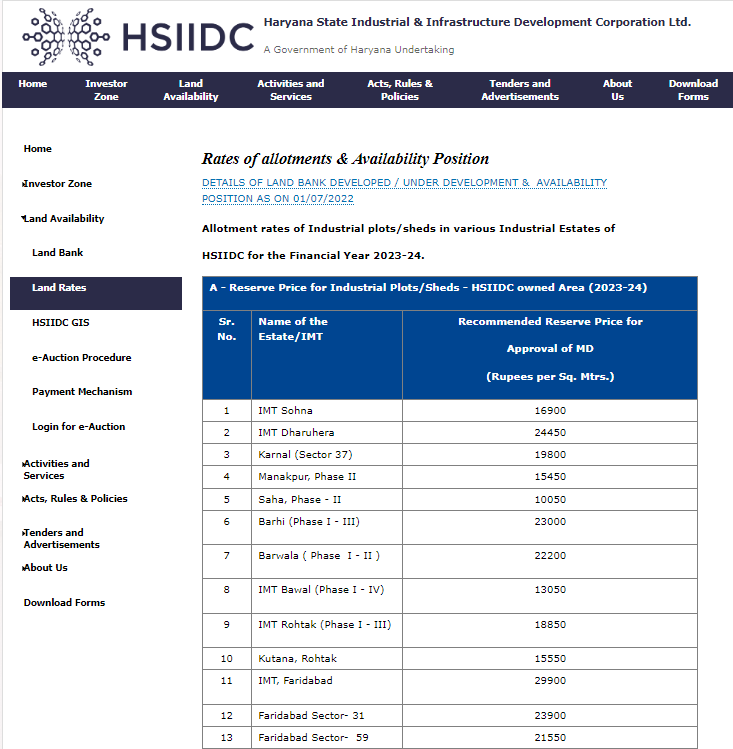 HSIIDC
Haryana State Industrial & Infrastructure Development Corporation Ltd.
A Government of Haryana Undertaking
Home
Investor
Zone
Land
Availability
Activities and
Services
Acts, Rules &
Policies
Tenders and
Advertisements
About
Us
Download
Forms
Home
Investor Zone
Land Availability
Land Bank
Land Rates
HSIIDC GIS
e-Auction Procedure
Payment Mechanism
Login for e-Auction
Activities and
Services
Acts, Rules & Policies
Tenders and
Advertisements
About Us
Download Forms
Rates of allotments & Availability Position
DETAILS OF LAND BANK DEVELOPED / UNDER DEVELOPMENT & AVAILABILITY
POSITION AS ON 01/07/2022
Allotment rates of Industrial plots/sheds in various Industrial Estates of
HSIIDC for the Financial Year 2023-24.
A - Reserve Price for Industrial Plots/Sheds - HSIIDC owned Area (2023-24)
Sr.
No.
Name of the
Estate/IMT
Recommended Reserve Price for
Approval of MD
(Rupees per Sq. Mtrs.)
1 IMT Sohna 16900
2 IMT Dharuhera 24450
3 Karnal (Sector 37) 19800
4 Manakpur, Phase II 15450
5 Saha, Phase - II 10050
6 Barhi (Phase I - III) 23000
7 Barwala ( Phase I - II ) 22200
8 IMT Bawal (Phase I - IV) 13050
9 IMT Rohtak (Phase I - III) 18850
10 Kutana, Rohtak 15550
11 IMT, Faridabad 29900
12 Faridabad Sector- 31 23900
13 Faridabad Sector- 59 21550